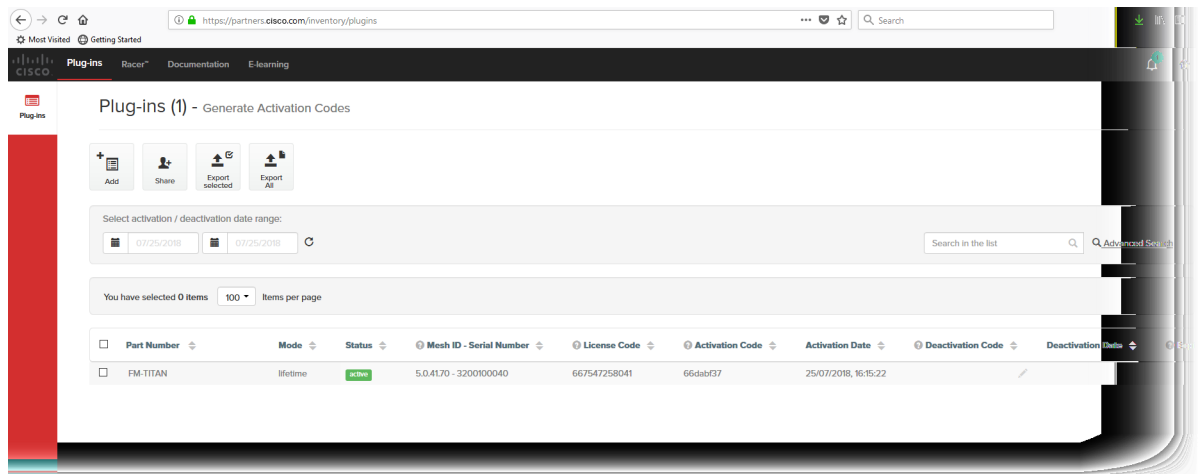 https://partners.cisco.com/inventory/plugins
Search
Most Visited Getting Started
CISCO Plug-ins Racer™ Documentation E-learning
Plug-ins
Plug-ins (1) - Generate Activation Codes
Add Share Export selected Export All
Select activation / deactivation date range:
07/25/2018 07/25/2018 Search in the list Advanced Search
You have selected 0 items 100 Items per page
Part Number Mode Status Mesh ID - Serial Number License Code Activation Code Activation Date Deactivation Code Deactivation Date
FM-TITAN lifetime active 5.0.41.70 - 3200100040 667547258041 66dabf37 25/07/2018, 16:15:22